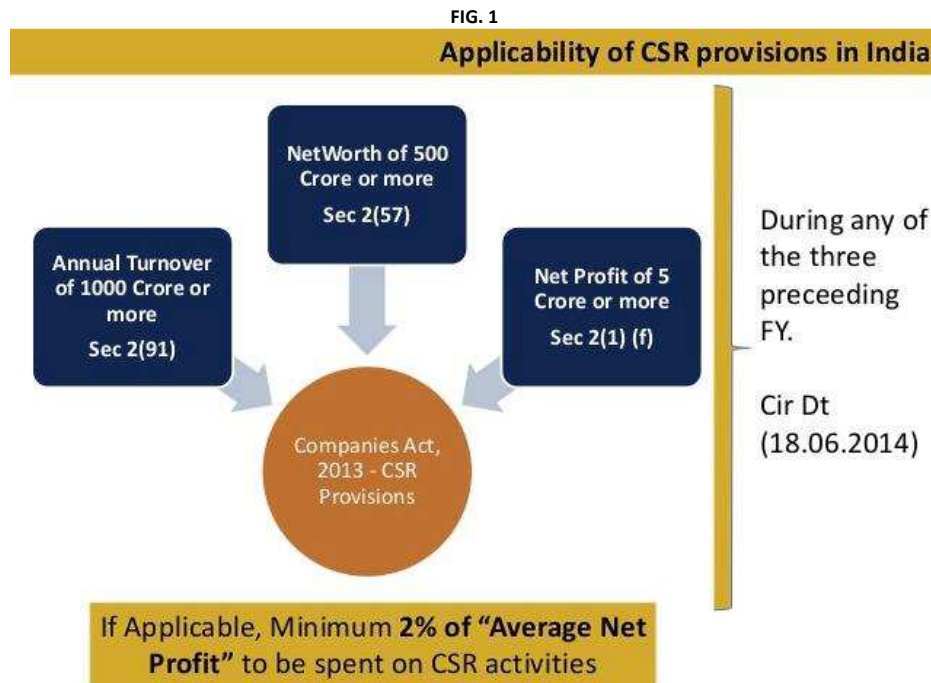 FIG. 1
Applicability of CSR provisions in India
NetWorth of 500
Crore or more
Sec 2(57)
Annual Turnover
of 1000 Crore or
more
Sec 2(91)
Net Profit of 5
Crore or more
Sec 2(1) (f)
Companies Act,
2013 - CSR
Provisions
During any of
the three
preceeding
FY.
Cir Dt
(18.06.2014)
If Applicable, Minimum 2% of “Average Net
Profit” to be spent on CSR activities